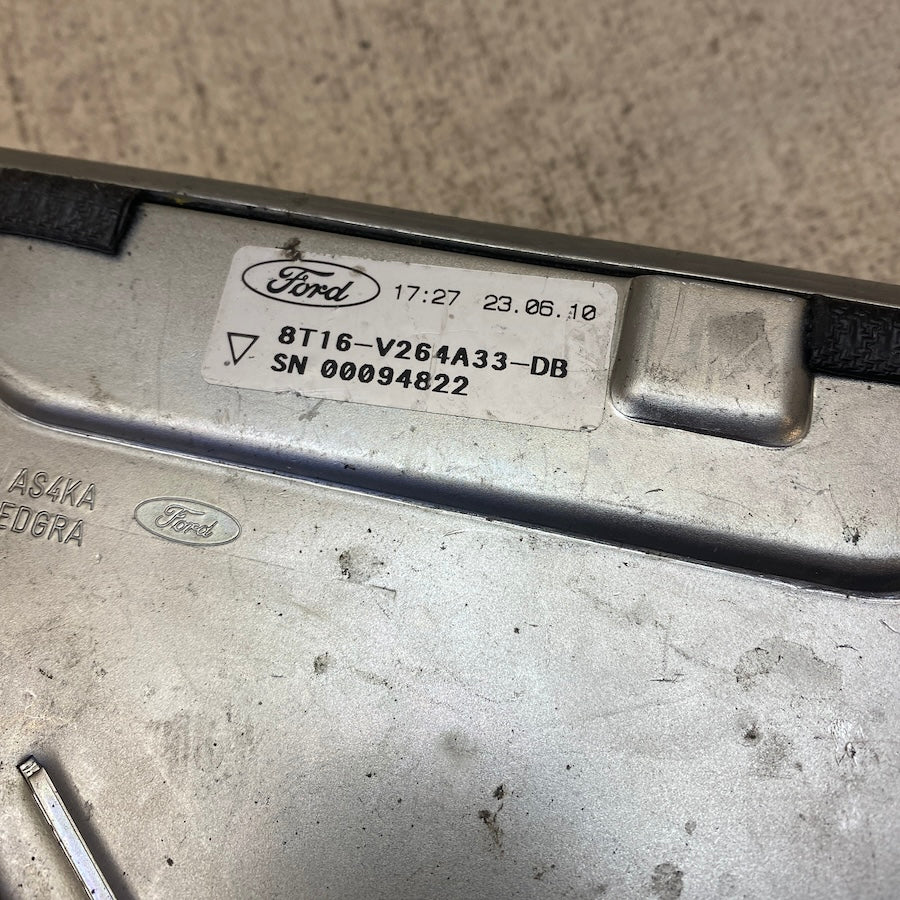 Ford 17:27 23.06.10
8T16-V264A33-DB
SN 00094822
AS4KA
EDGRA
Ford